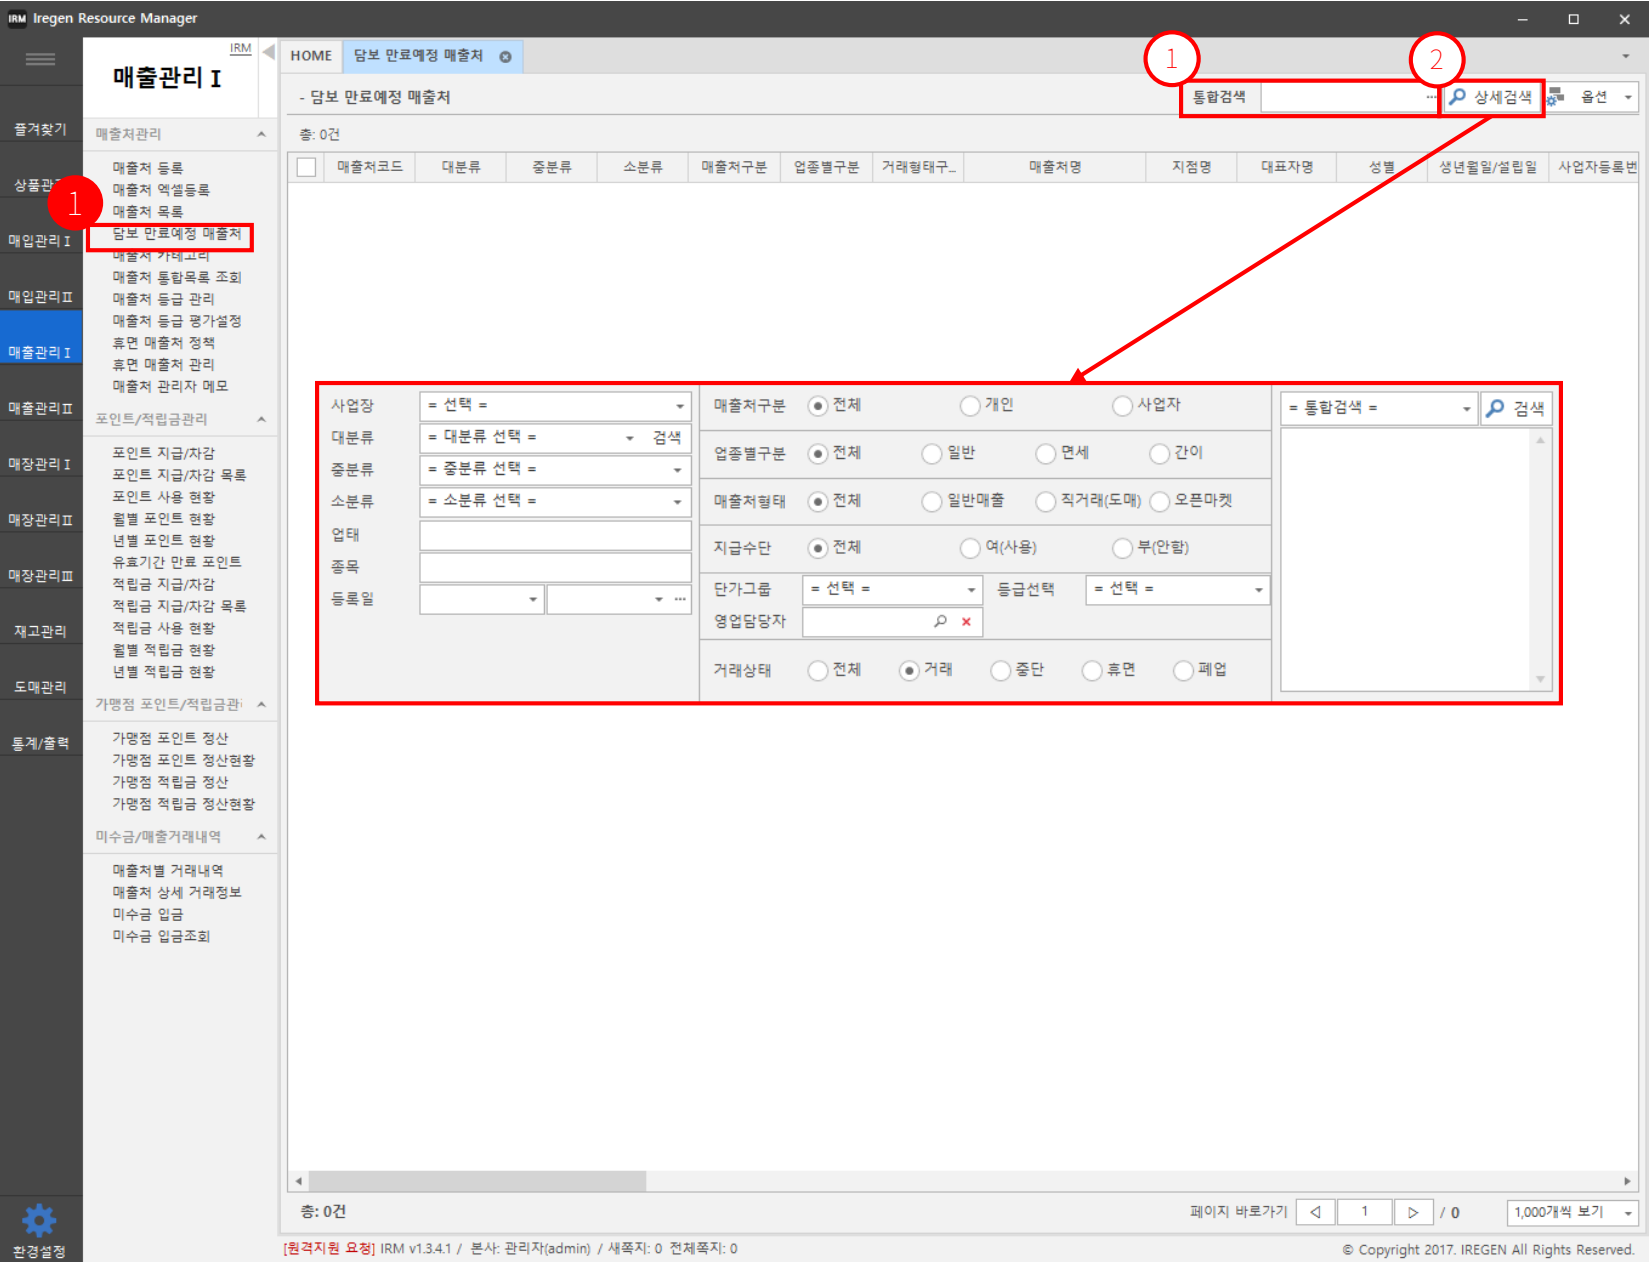 IRM Iregen Resource Manager
IRM
매출관리 I
즐겨찾기
상품관
매입관리 I
매입관리 II
매출관리 I
매출관리 II
매장관리 I
매장관리 II
매장관리 III
재고관리
도매관리
통계/출력
환경설정
매출처관리
매출처 등록
매출처 엑셀등록
매출처 목록
1
담보 만료예정 매출처
매출처 카테고리
매출처 통합목록 조회
매출처 등급 관리
매출처 등급 평가설정
휴면 매출처 정책
휴면 매출처 관리
매출처 관리자 메모
포인트/적립금관리
포인트 지급/차감
포인트 지급/차감 목록
포인트 사용 현황
월별 포인트 현황
년별 포인트 현황
유효기간 만료 포인트
적립금 지급/차감
적립금 지급/차감 목록
적립금 사용 현황
월별 적립금 현황
년별 적립금 현황
가맹점 포인트/적립금관
가맹점 포인트 정산
가맹점 포인트 정산현황
가맹점 적립금 정산
가맹점 적립금 정산현황
미수금/매출거래내역
매출처별 거래내역
매출처 상세 거래정보
미수금 입금
미수금 입금조회
HOME 담보 만료예정 매출처
1 2
- 담보 만료예정 매출처 통합검색 ... 상세검색 옵션
총: 0건
매출처코드 대분류 중분류 소분류 매출처구분 업종별구분 거래형태구... 매출처명 지점명 대표자명 성별 생년월일/설립일 사업자등록번
사업장 = 선택 =
대분류 = 대분류 선택 = 검색
중분류 = 중분류 선택 =
소분류 = 소분류 선택 =
업태
종목
등록일 ...
매출처구분 전체 개인 사업자
업종별구분 전체 일반 면세 간이
매출처형태 전체 일반매출 직거래(도매) 오픈마켓
지급수단 전체 여(사용) 부(안함)
단가그룹 = 선택 = 등급선택 = 선택 =
영업담당자
거래상태 전체 거래 중단 휴면 폐업
= 통합검색 = 검색
총: 0건 페이지 바로가기 1 / 0 1,000개씩 보기
[원격지원 요청] IRM v1.3.4.1 / 본사: 관리자(admin) / 새쪽지: 0 전체쪽지: 0 © Copyright 2017. IREGEN All Rights Reserved.